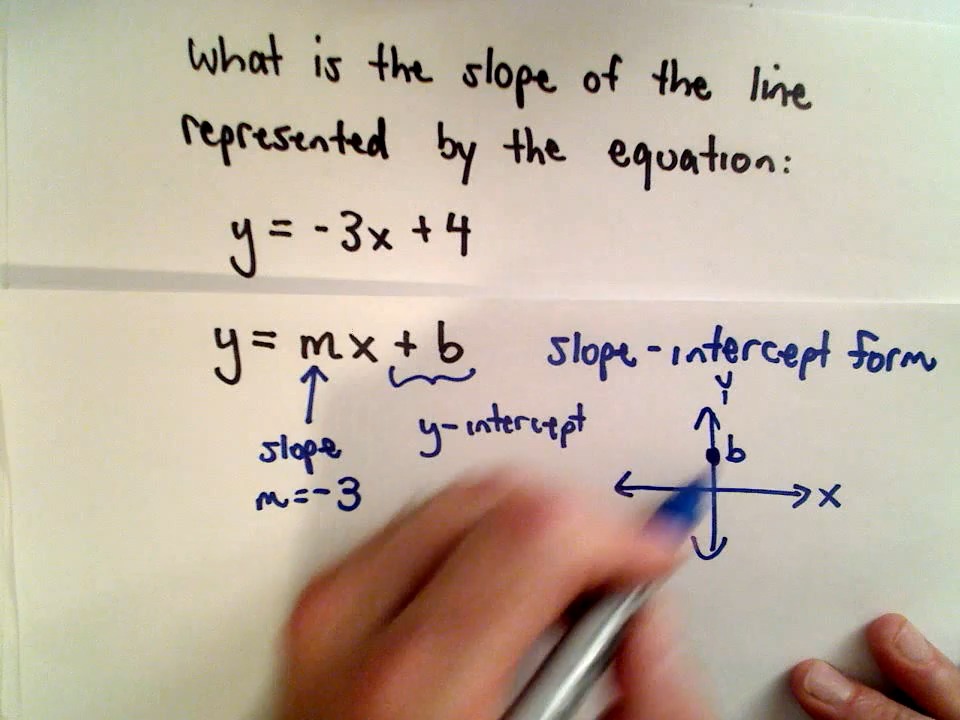 What is the slope of the line
represented by the equation:
y = -3x + 4
y = mx + b
slope-intercept form
y
slope
y-intercept
b
m=-3
x